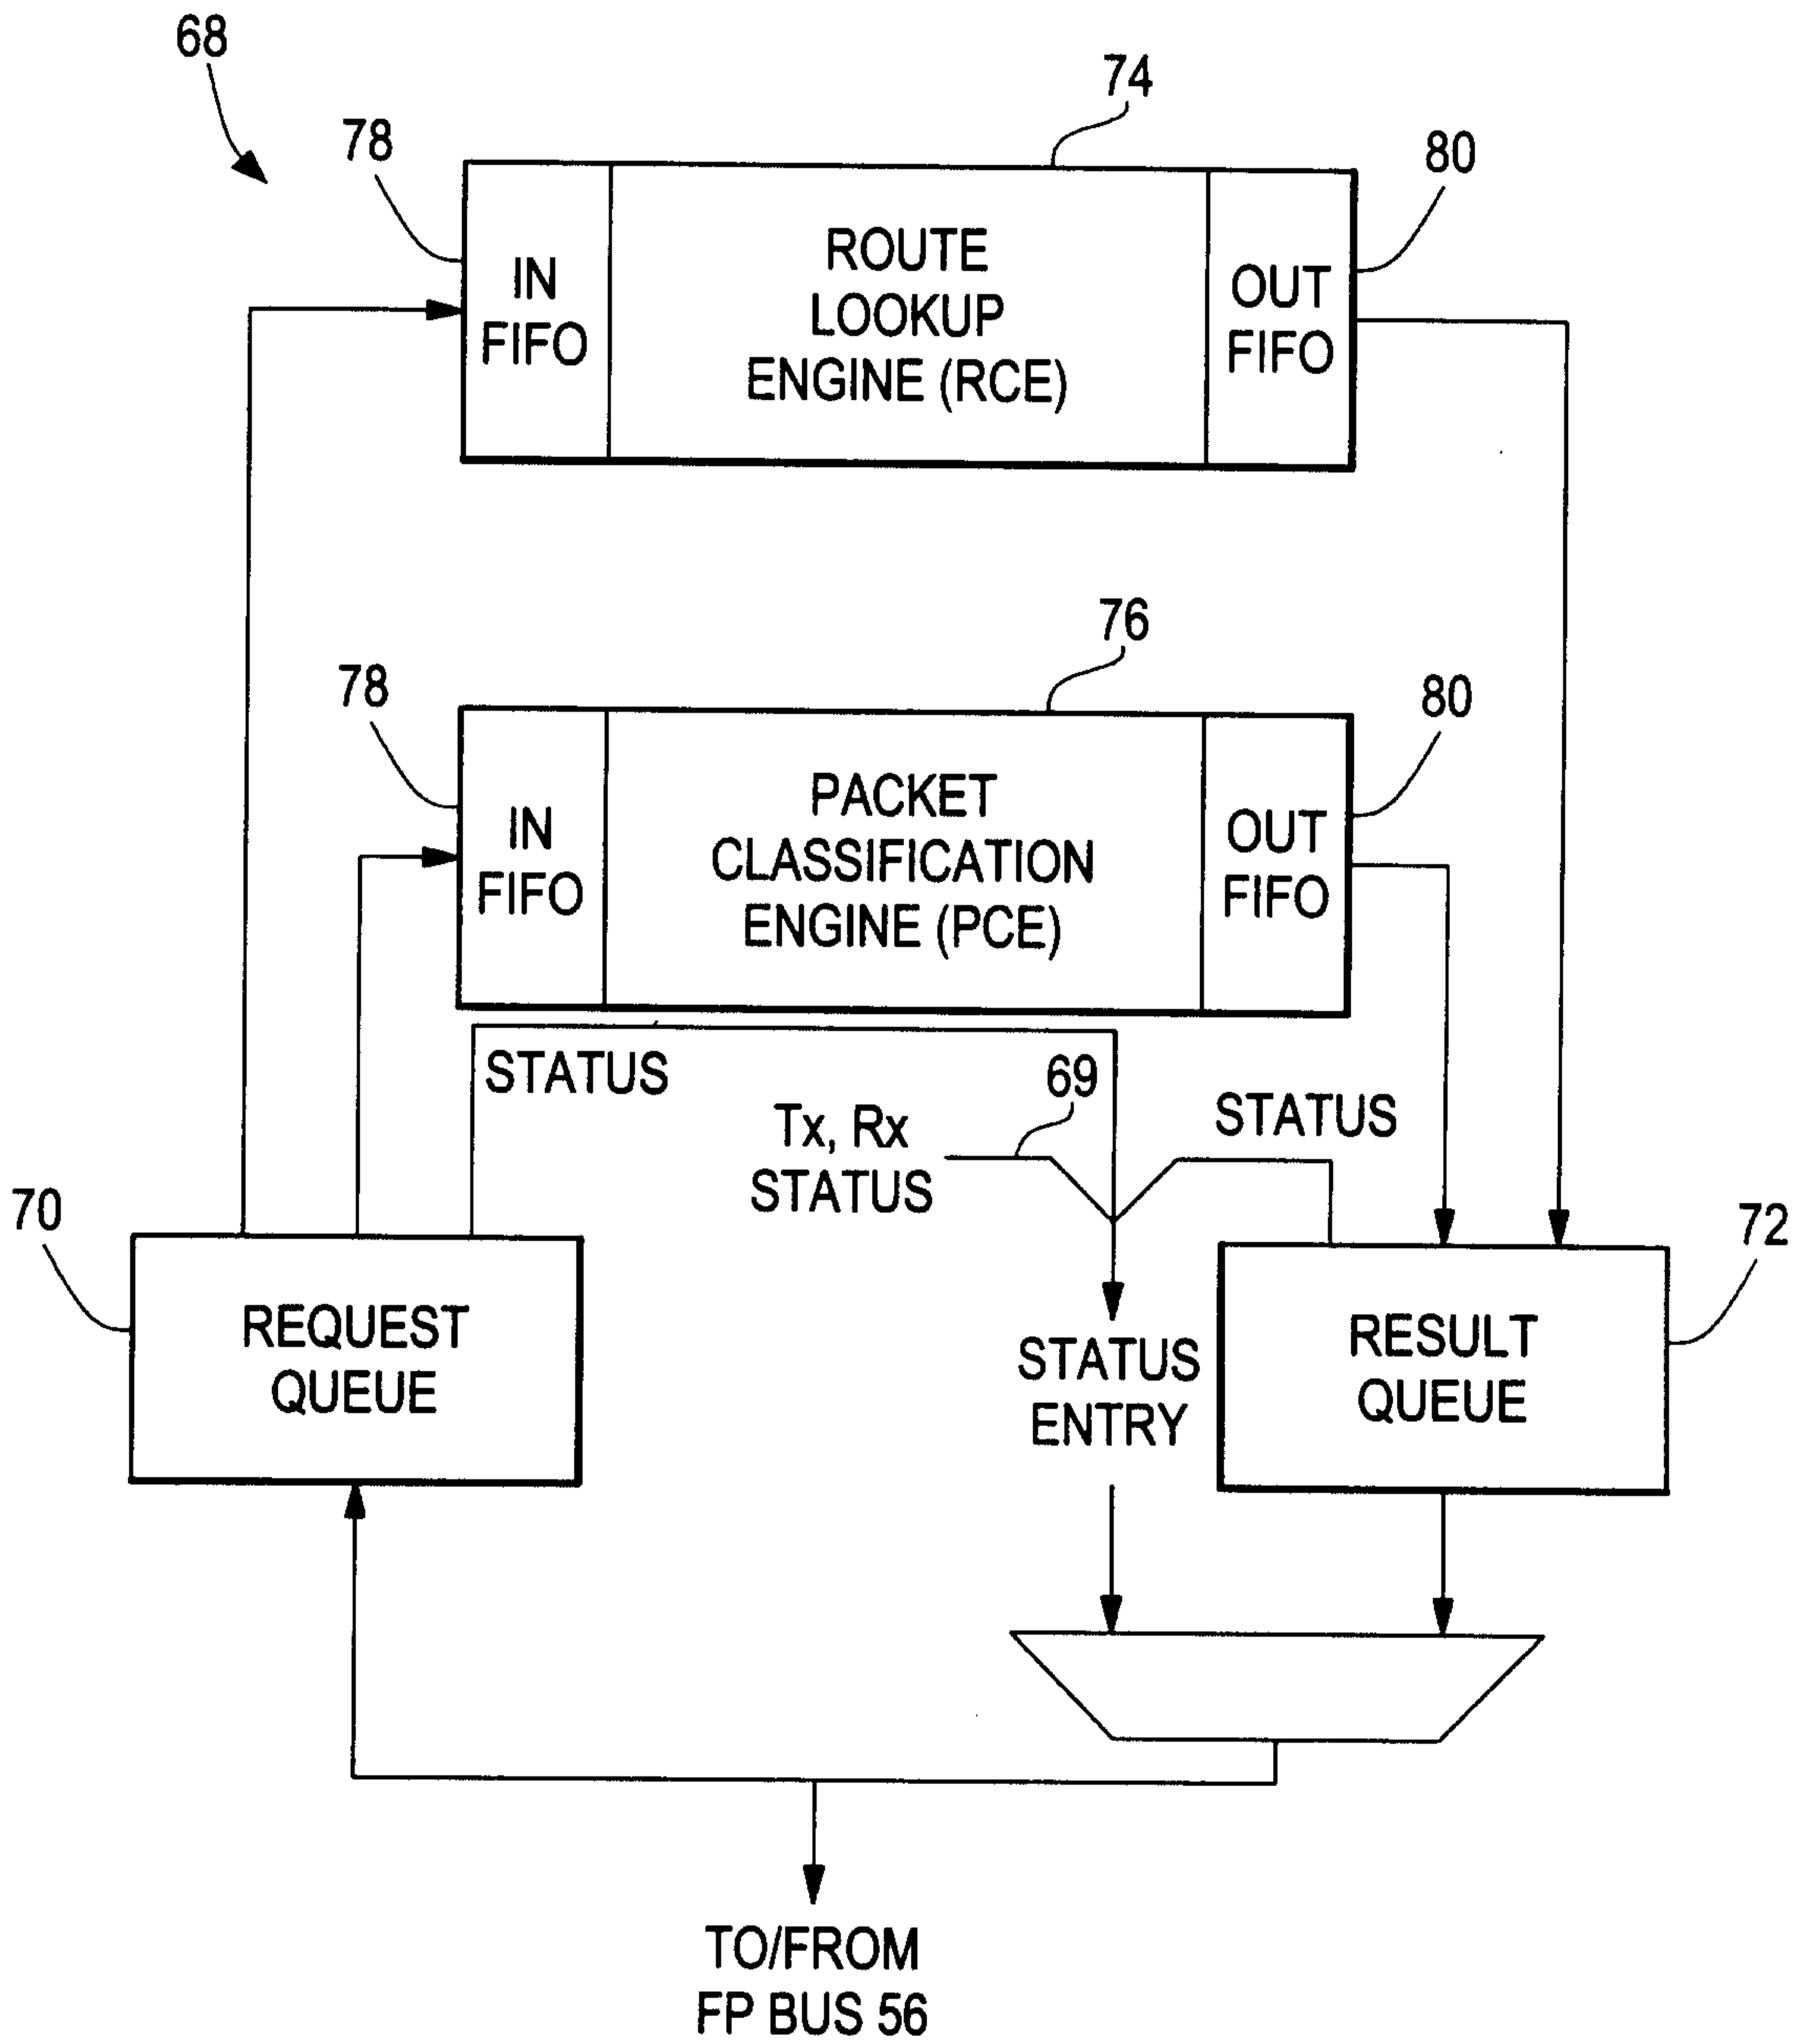 68
74
78
80
IN
FIFO
ROUTE
LOOKUP
ENGINE (RCE)
OUT
FIFO
76
78
80
IN
FIFO
PACKET
CLASSIFICATION
ENGINE (PCE)
OUT
FIFO
STATUS
69
Tx, Rx
STATUS
STATUS
70
72
REQUEST
QUEUE
STATUS
ENTRY
RESULT
QUEUE
TO/FROM
FP BUS 56